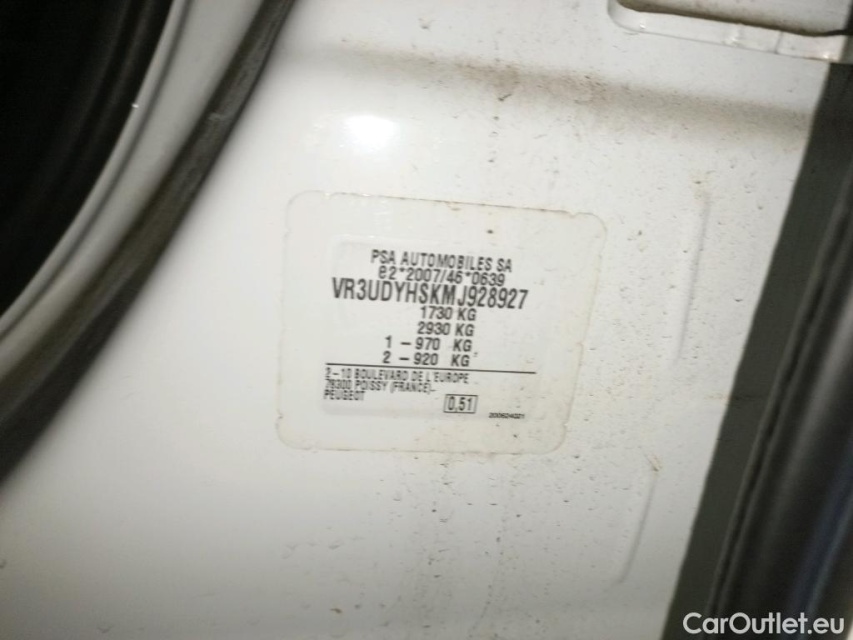 PSA AUTOMOBILES SA
e2*2007/46*0639
VR3UDYHSKMJ928927
1730 KG
2930 KG
1 - 970 KG
2 - 920 KG
2-10 BOULEVARD DE L'EUROPE
78300 POISSY (FRANCE)-
PEUGEOT
0.51
200624021
CarOutlet.eu